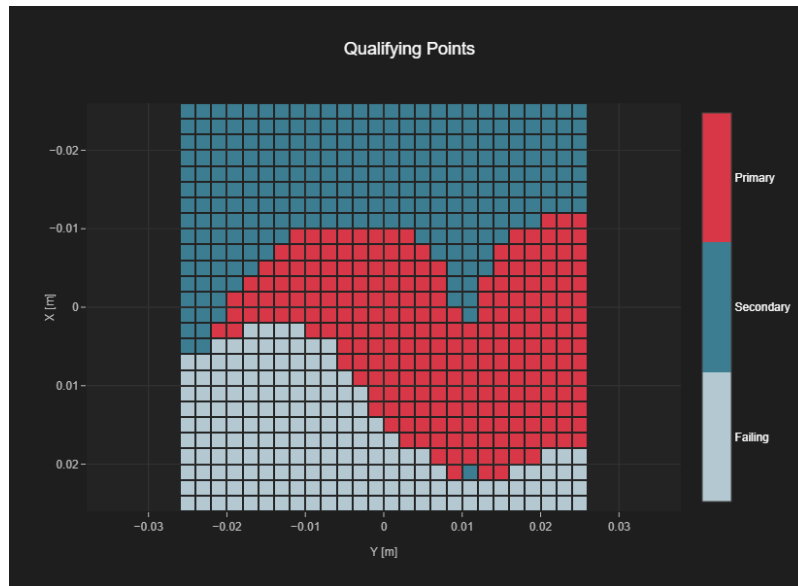 Qualifying Points
−0.02
−0.01
0
0.01
0.02
X [m]
−0.03
−0.02
−0.01
0
0.01
0.02
0.03
Y [m]
Primary
Secondary
Failing